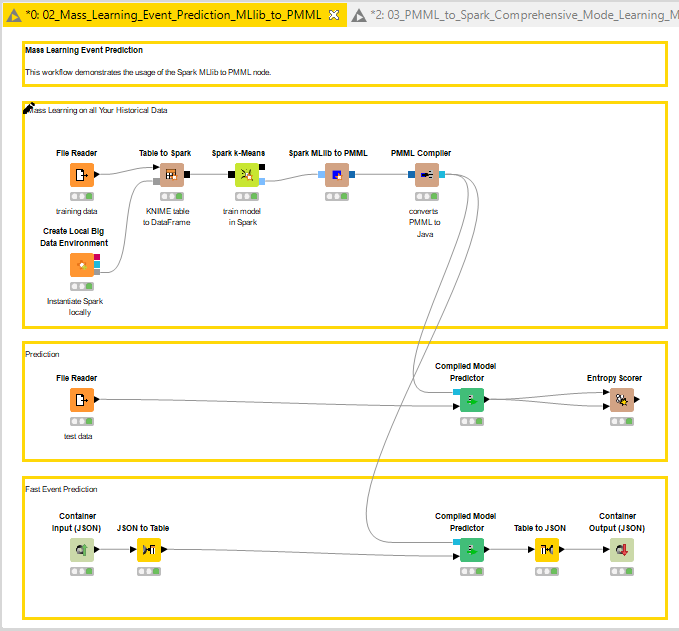 *0: 02_Mass_Learning_Event_Prediction_MLlib_to_PMML
*2: 03_PMML_to_Spark_Comprehensive_Mode_Learning_M
Mass Learning Event Prediction
This workflow demonstrates the usage of the Spark MLlib to PMML node.
Mass Learning on all Your Historical Data
File Reader
Table to Spark
Spark k-Means
Spark MLlib to PMML
PMML Compiler
training data
KNIME table
to DataFrame
train model
in Spark
converts
PMML to
Java
Create Local Big
Data Environment
Instantiate Spark
locally
Prediction
File Reader
Compiled Model
Predictor
Entropy Scorer
test data
Fast Event Prediction
Container
Input (JSON)
JSON to Table
Compiled Model
Predictor
Table to JSON
Container
Output (JSON)